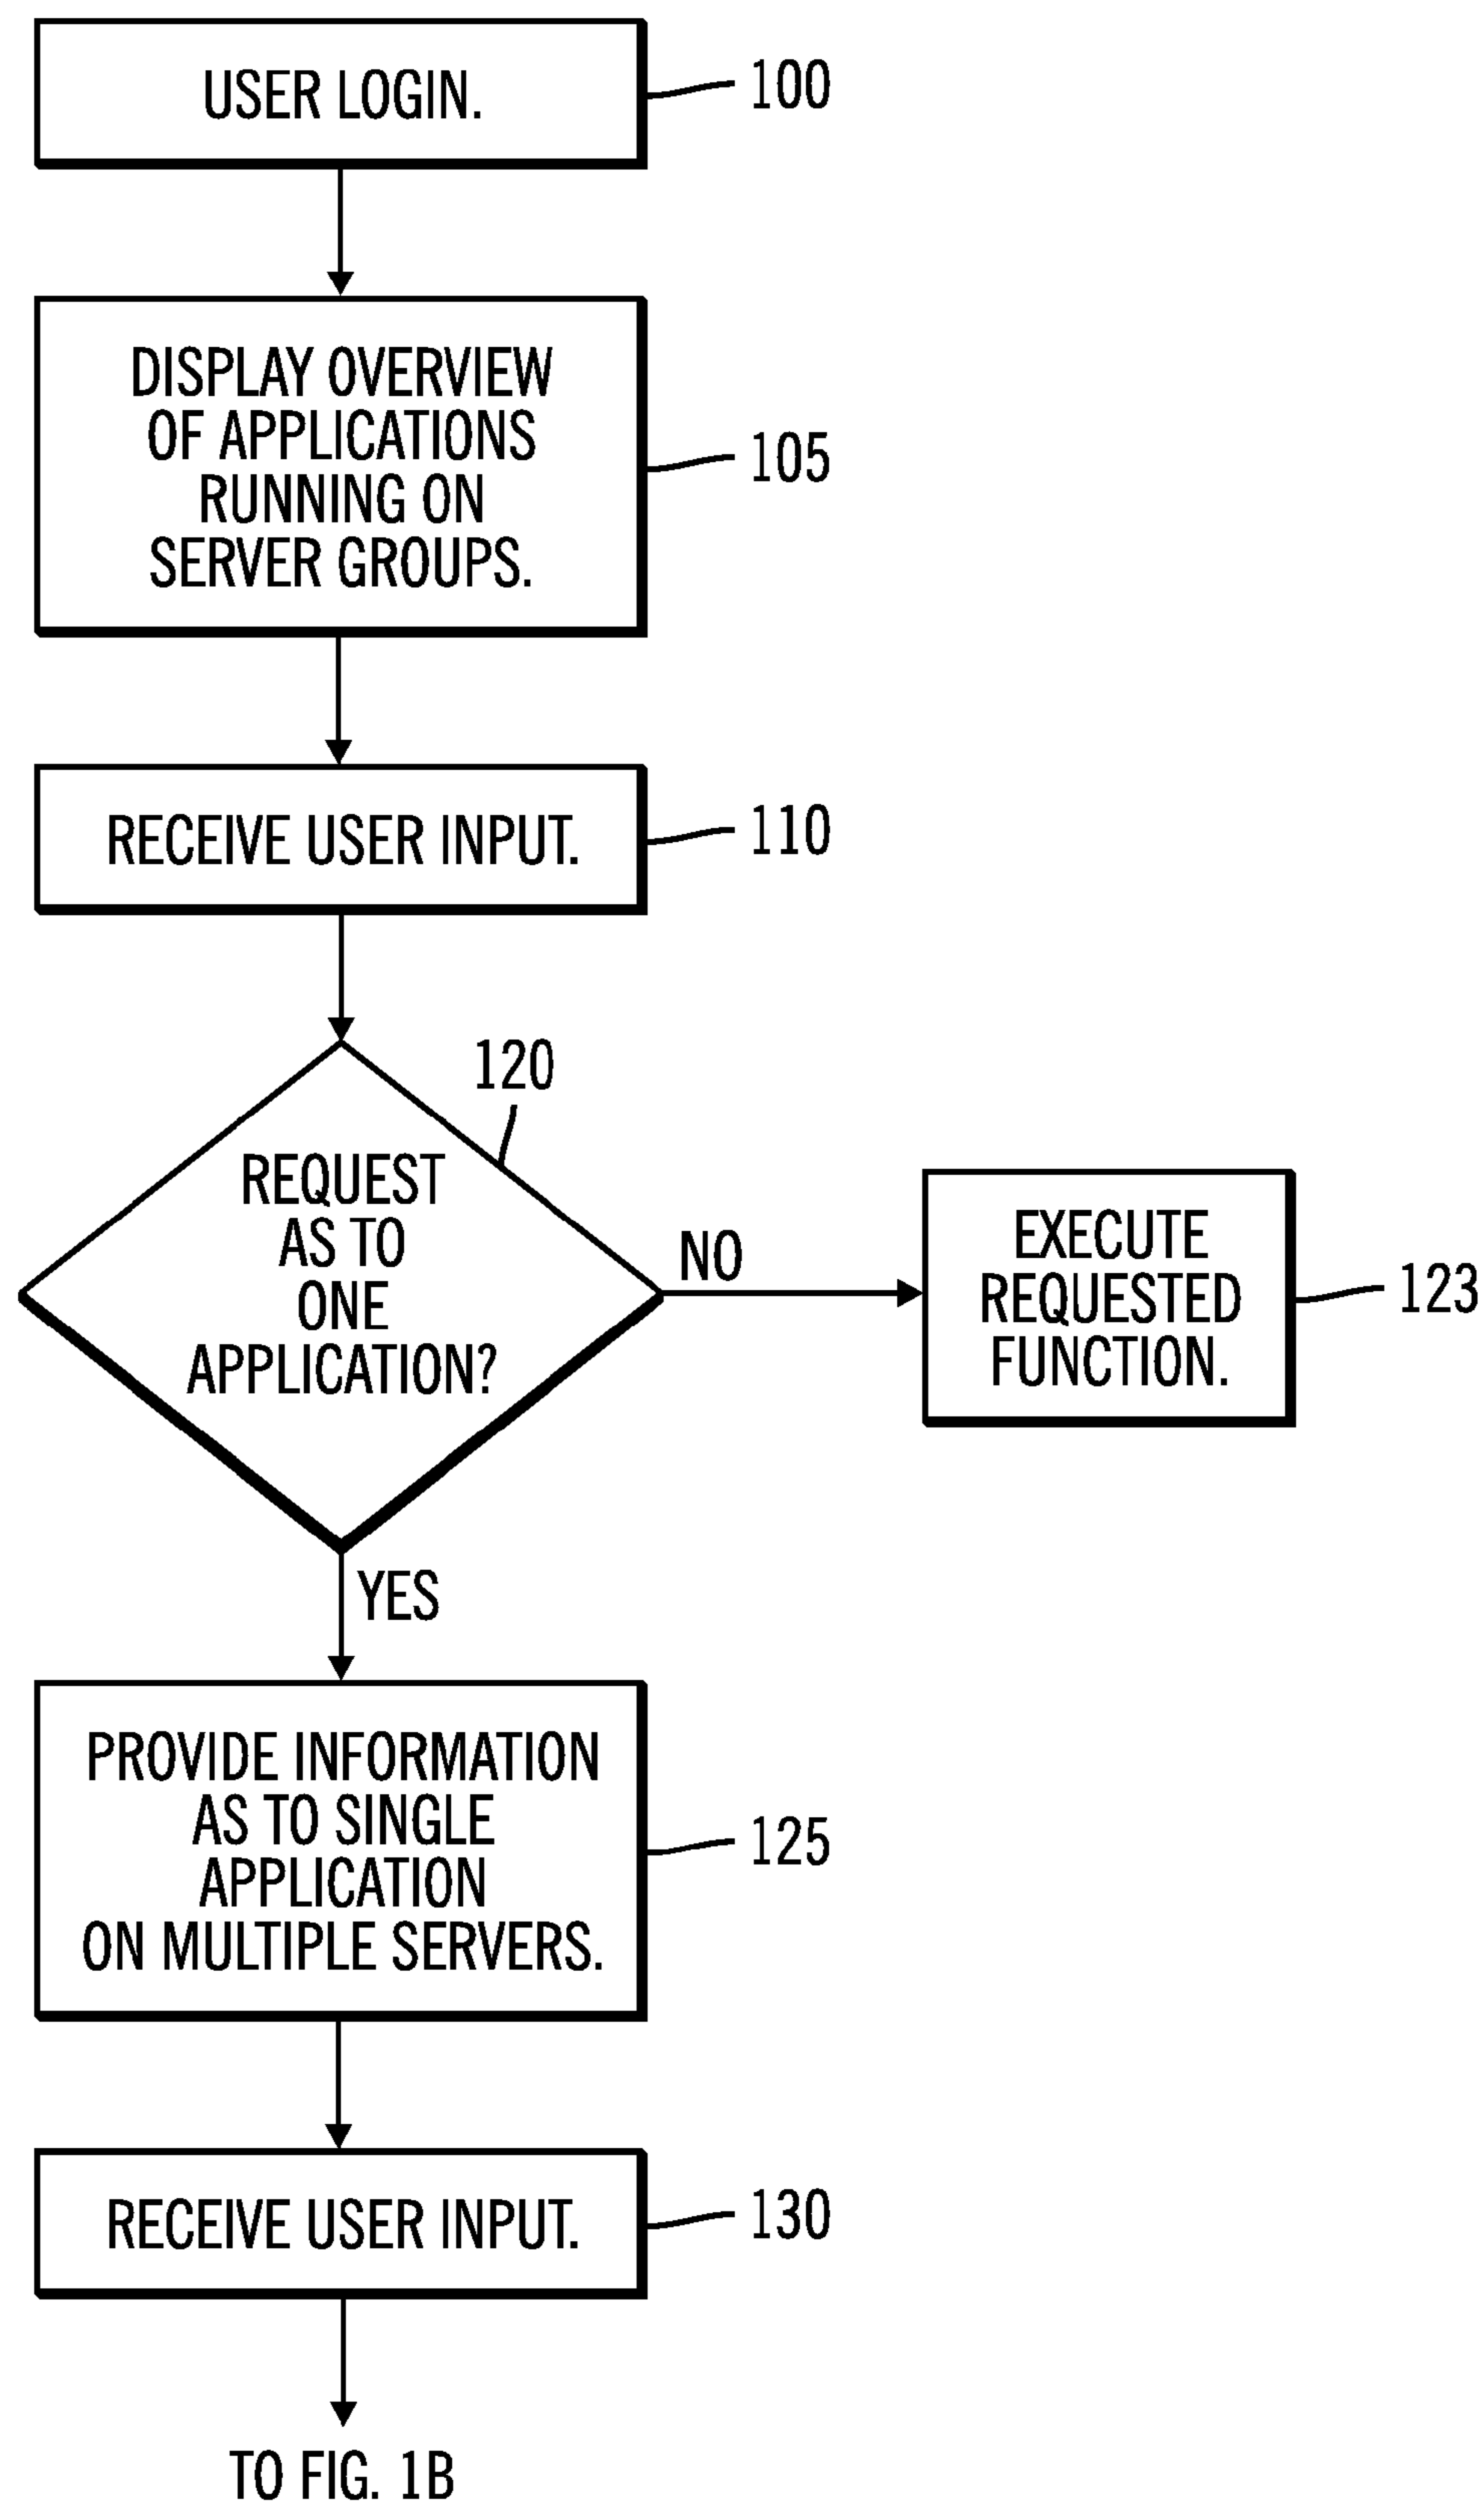 USER LOGIN.
100
DISPLAY OVERVIEW
OF APPLICATIONS
RUNNING ON
SERVER GROUPS.
105
RECEIVE USER INPUT.
110
120
REQUEST
AS TO
ONE
APPLICATION?
NO
EXECUTE
REQUESTED
FUNCTION.
123
YES
PROVIDE INFORMATION
AS TO SINGLE
APPLICATION
ON MULTIPLE SERVERS.
125
RECEIVE USER INPUT.
130
TO FIG. 1B